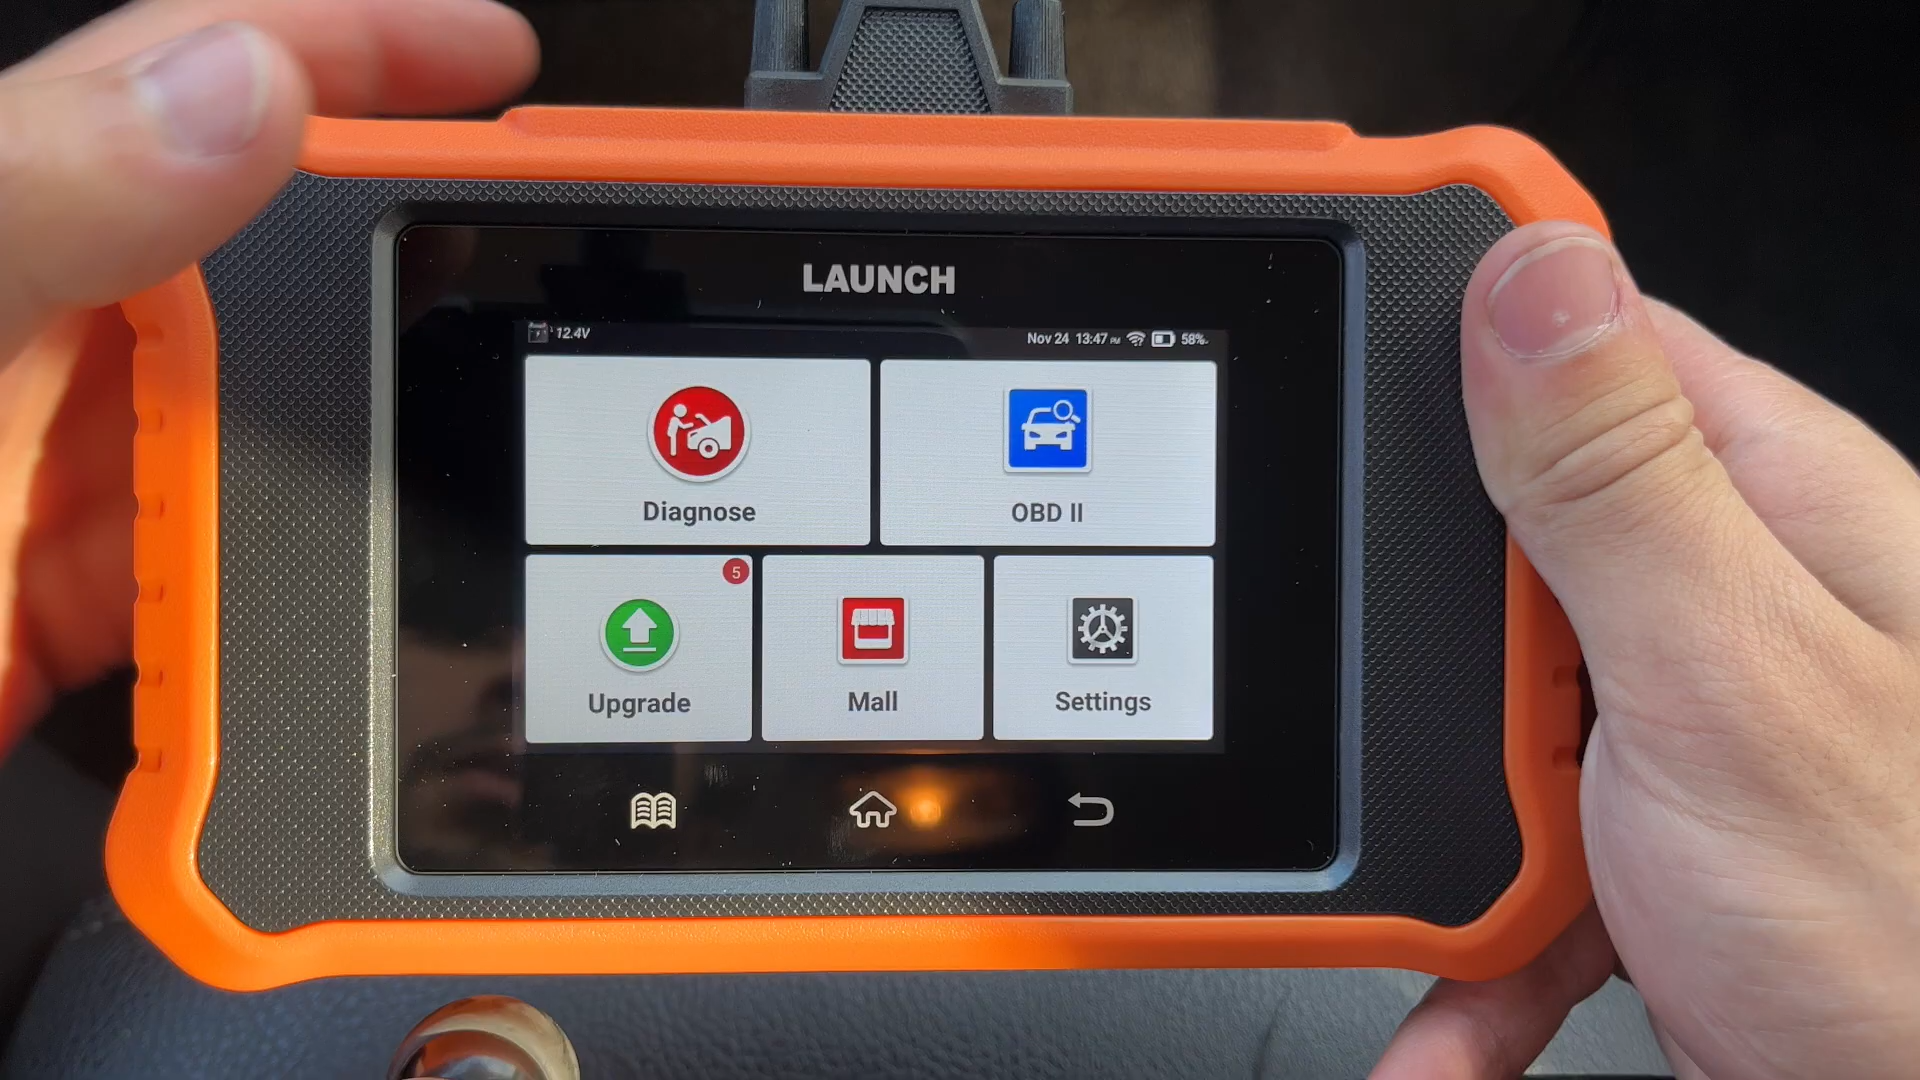 LAUNCH
12.4V
Nov 24 13:47 PM 58%
Diagnose
OBD II
5
Upgrade
Mall
Settings